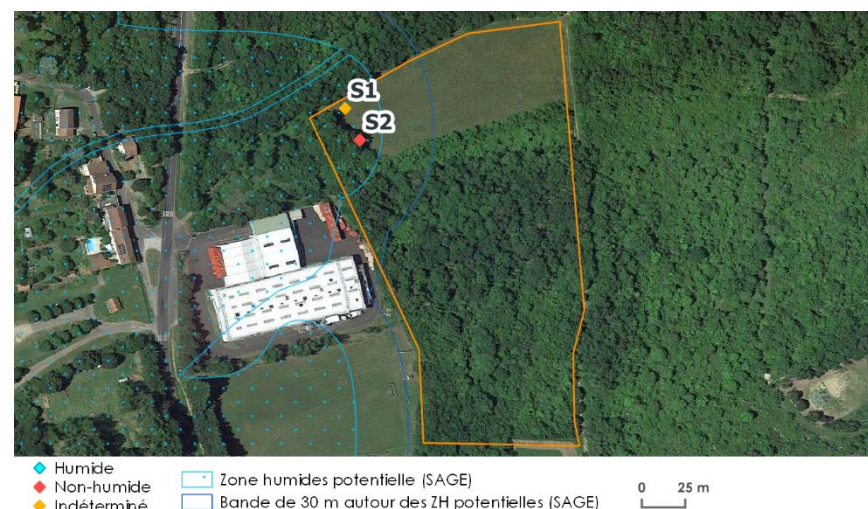 S1
S2
Humide
Non-humide
Indéterminé
Zone humides potentielle (SAGE)
Bande de 30 m autour des ZH potentielles (SAGE)
0 25 m